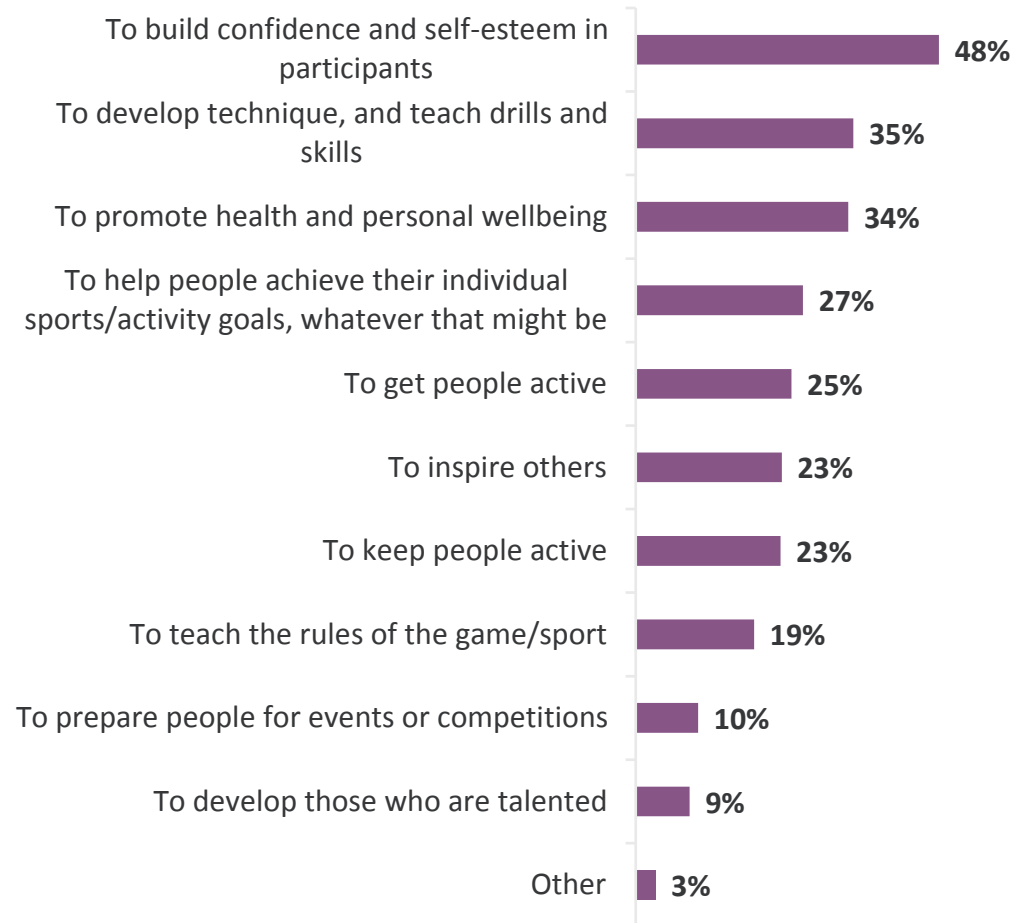 To build confidence and self-esteem in
participants
48%
To develop technique, and teach drills and
skills
35%
To promote health and personal wellbeing
34%
To help people achieve their individual
sports/activity goals, whatever that might be
27%
To get people active
25%
To inspire others
23%
To keep people active
23%
To teach the rules of the game/sport
19%
To prepare people for events or competitions
10%
To develop those who are talented
9%
Other
3%